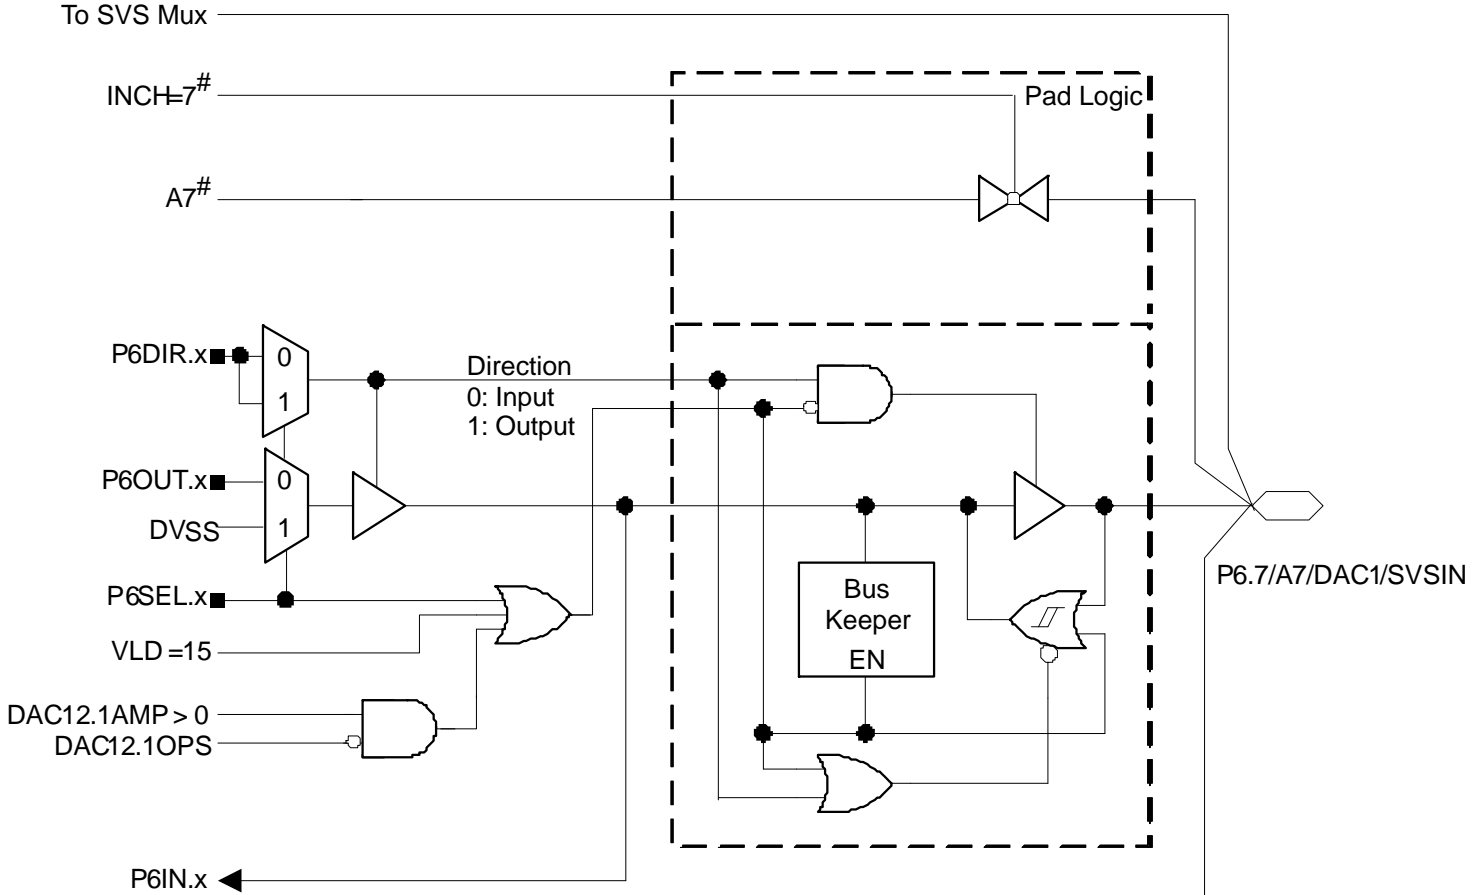 To SVS Mux
INCH=7#
Pad Logic
A7#
P6DIR.x
0
1
Direction
0: Input
1: Output
P6OUT.x
0
DVSS
1
P6SEL.x
P6.7/A7/DAC1/SVSIN
Bus
Keeper
EN
VLD =15
DAC12.1AMP > 0
DAC12.1OPS
P6IN.x